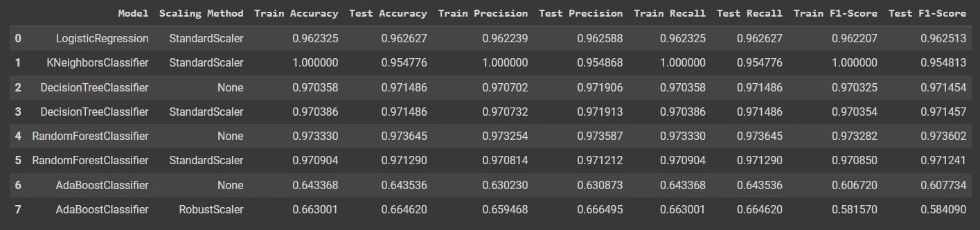 Model Scaling Method Train Accuracy Test Accuracy Train Precision Test Precision Train Recall Test Recall Train F1-Score Test F1-Score
0 LogisticRegression StandardScaler 0.962325 0.962627 0.962239 0.962588 0.962325 0.962627 0.962207 0.962513
1 KNeighborsClassifier StandardScaler 1.000000 0.954776 1.000000 0.954868 1.000000 0.954776 1.000000 0.954813
2 DecisionTreeClassifier None 0.970358 0.971486 0.970702 0.971906 0.970358 0.971486 0.970325 0.971454
3 DecisionTreeClassifier StandardScaler 0.970386 0.971486 0.970732 0.971913 0.970386 0.971486 0.970354 0.971457
4 RandomForestClassifier None 0.973330 0.973645 0.973254 0.973587 0.973330 0.973645 0.973282 0.973602
5 RandomForestClassifier StandardScaler 0.970904 0.971290 0.970814 0.971212 0.970904 0.971290 0.970850 0.971241
6 AdaBoostClassifier None 0.643368 0.643536 0.630230 0.630873 0.643368 0.643536 0.606720 0.607734
7 AdaBoostClassifier RobustScaler 0.663001 0.664620 0.659468 0.666495 0.663001 0.664620 0.581570 0.584090